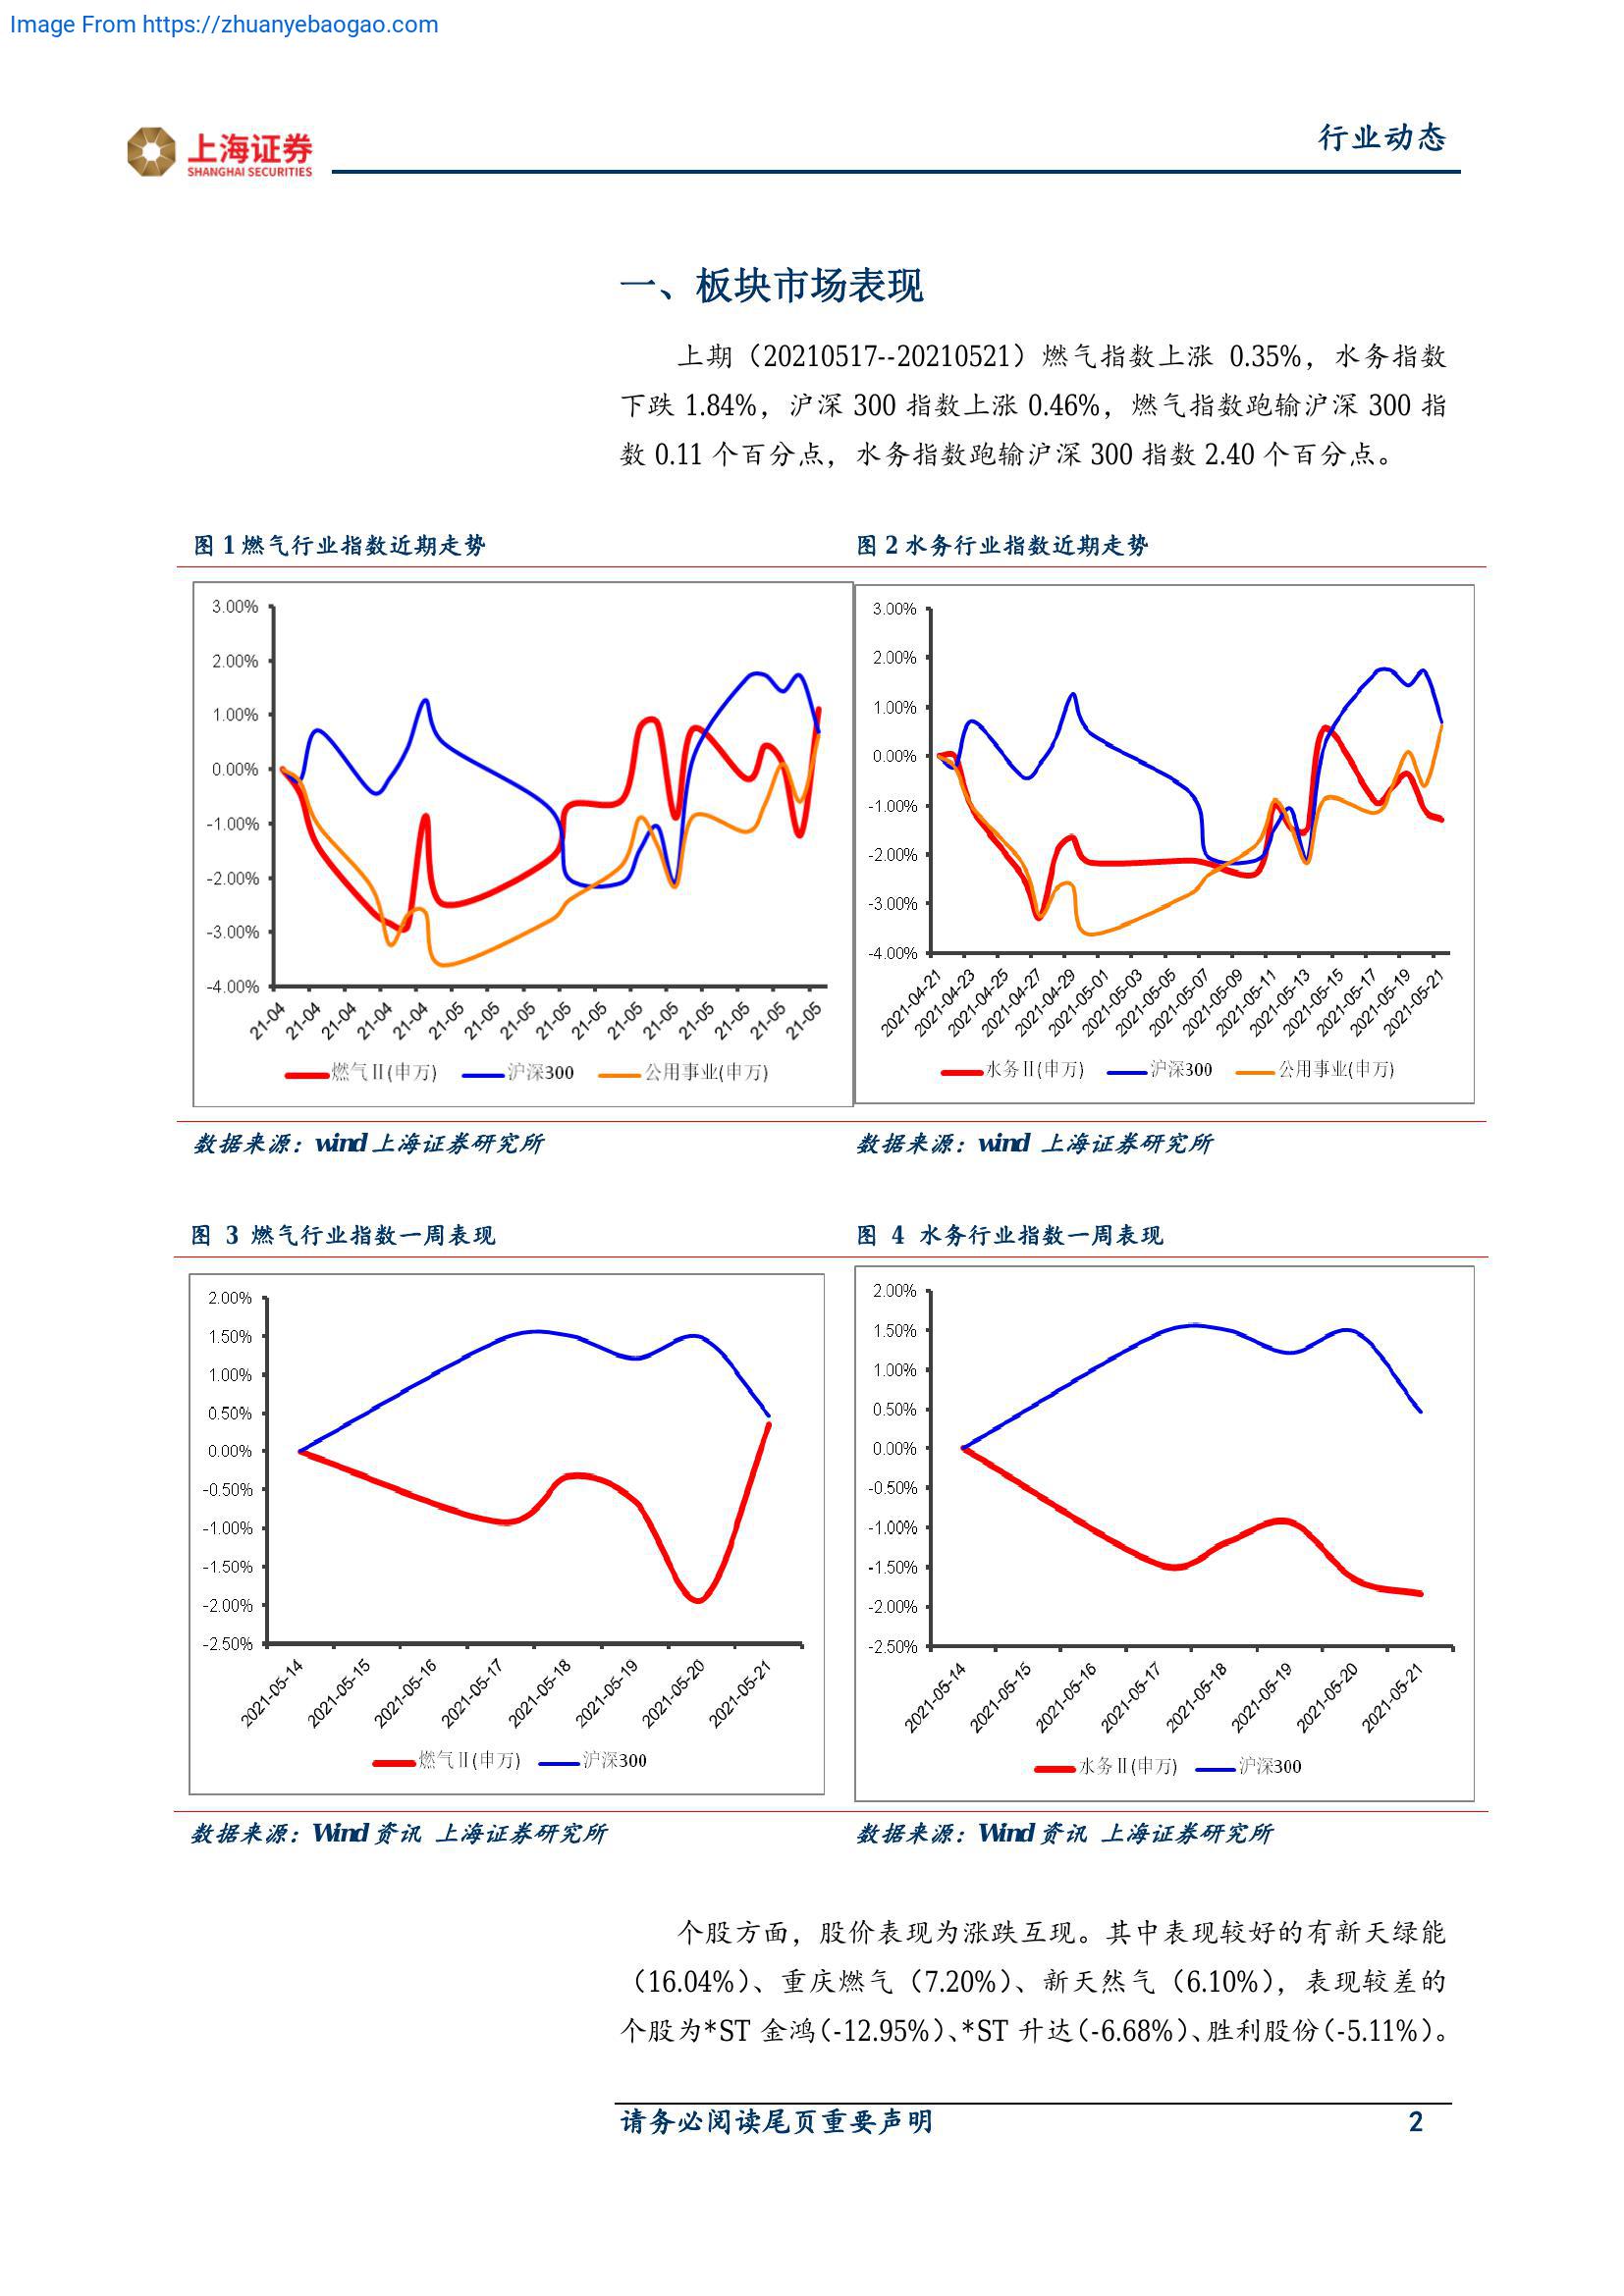 Image From https://zhuanyebaogao.com
上海证券
SHANGHAI SECURITIES
行业动态
一、板块市场表现
上期（20210517--20210521）燃气指数上涨 0.35%，水务指数
下跌 1.84%，沪深 300 指数上涨 0.46%，燃气指数跑输沪深 300 指
数 0.11 个百分点，水务指数跑输沪深 300 指数 2.40 个百分点。
图 1 燃气行业指数近期走势
3.00%
2.00%
1.00%
0.00%
-1.00%
-2.00%
-3.00%
-4.00%
21-04 21-04 21-04 21-04 21-04 21-05 21-05 21-05 21-05 21-05 21-05 21-05 21-05 21-05 21-05 21-05
燃气Ⅱ(申万) 沪深300 公用事业(申万)
数据来源：wind 上海证券研究所
图 2 水务行业指数近期走势
3.00%
2.00%
1.00%
0.00%
-1.00%
-2.00%
-3.00%
-4.00%
2021-04-21 2021-04-23 2021-04-25 2021-04-27 2021-04-29 2021-05-01 2021-05-03 2021-05-05 2021-05-07 2021-05-09 2021-05-11 2021-05-13 2021-05-15 2021-05-17 2021-05-19 2021-05-21
水务Ⅱ(申万) 沪深300 公用事业(申万)
数据来源：wind 上海证券研究所
图 3 燃气行业指数一周表现
2.00%
1.50%
1.00%
0.50%
0.00%
-0.50%
-1.00%
-1.50%
-2.00%
-2.50%
2021-05-14 2021-05-15 2021-05-16 2021-05-17 2021-05-18 2021-05-19 2021-05-20 2021-05-21
燃气Ⅱ(申万) 沪深300
数据来源：Wind 资讯 上海证券研究所
图 4 水务行业指数一周表现
2.00%
1.50%
1.00%
0.50%
0.00%
-0.50%
-1.00%
-1.50%
-2.00%
-2.50%
2021-05-14 2021-05-15 2021-05-16 2021-05-17 2021-05-18 2021-05-19 2021-05-20 2021-05-21
水务Ⅱ(申万) 沪深300
数据来源：Wind 资讯 上海证券研究所
个股方面，股价表现为涨跌互现。其中表现较好的有新天绿能
（16.04%）、重庆燃气（7.20%）、新天然气（6.10%），表现较差的
个股为*ST 金鸿（-12.95%）、*ST 升达（-6.68%）、胜利股份（-5.11%）。
请务必阅读尾页重要声明 2